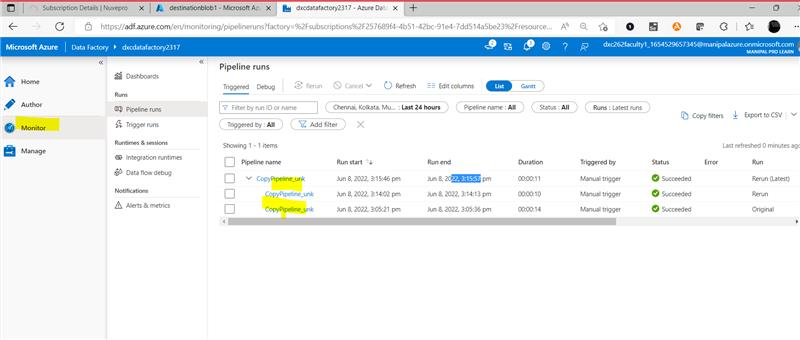 Subscription Details | Nuvepro
destinationblob1 - Microsoft Azu
dxcdatafactory2317 - Azure Data
https://adf.azure.com/en/monitoring/pipelineruns?factory=%2Fsubscriptions%2F257689f4-4b51-42bc-91e4-7dd514a5be23%2Fresource...
Microsoft Azure
Data Factory
dxcdatafactory2317
dxc262faculty1_1654529657345@manipalazure.onmicrosoft.com
MANIPAL PRO LEARN
Home
Author
Monitor
Manage
Dashboards
Runs
Pipeline runs
Trigger runs
Runtimes & sessions
Integration runtimes
Data flow debug
Notifications
Alerts & metrics
Pipeline runs
Triggered Debug Rerun Cancel Refresh Edit columns List Gantt
Filter by run ID or name Chennai, Kolkata, Mu... : Last 24 hours Pipeline name : All Status : All Runs : Latest runs
Copy filters Export to CSV
Triggered by : All Add filter
Showing 1 - 1 items
Last refreshed 0 minutes ago
Pipeline name Run start Run end Duration Triggered by Status Error Run
CopyPipeline_unk Jun 8, 2022, 3:15:46 pm Jun 8, 2022, 3:15:57 pm 00:00:11 Manual trigger Succeeded Rerun (Latest)
CopyPipeline_unk Jun 8, 2022, 3:14:02 pm Jun 8, 2022, 3:14:13 pm 00:00:10 Manual trigger Succeeded Rerun
CopyPipeline_unk Jun 8, 2022, 3:05:21 pm Jun 8, 2022, 3:05:36 pm 00:00:14 Manual trigger Succeeded Original